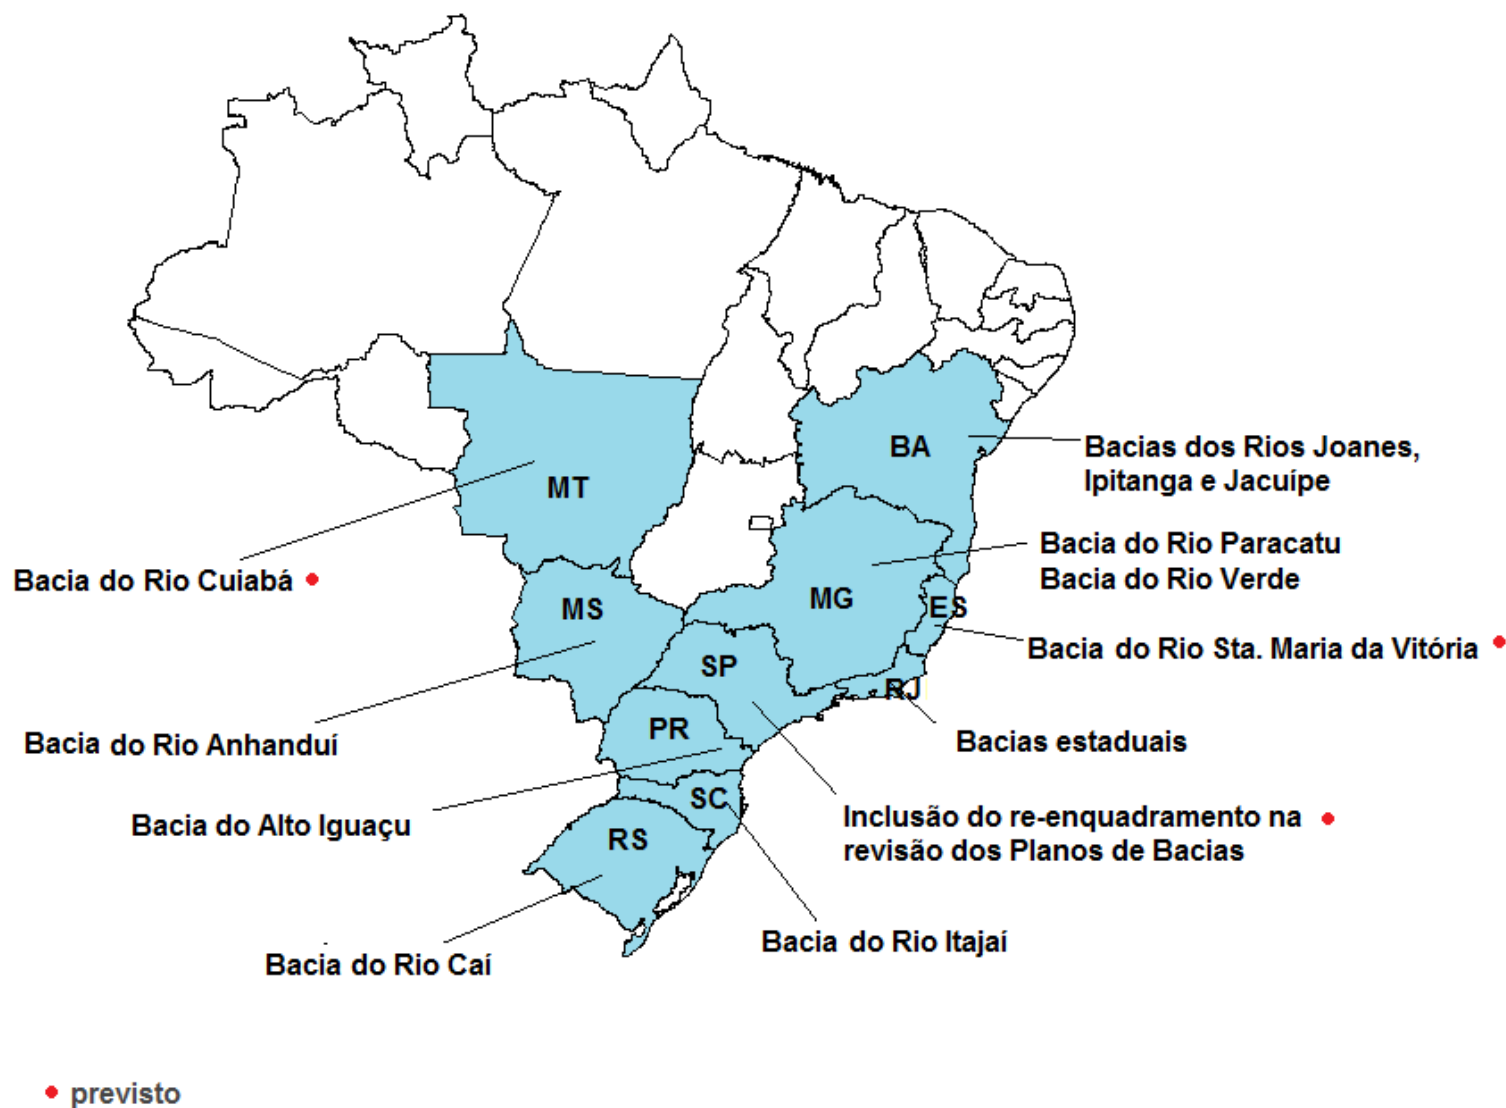 BA
Bacias dos Rios Joanes,
Ipitanga e Jacuípe
MT
Bacia do Rio Paracatu
Bacia do Rio Verde
Bacia do Rio Cuiabá
MS
MG
ES
Bacia do Rio Sta. Maria da Vitória
SP
RJ
Bacia do Rio Anhanduí
PR
Bacias estaduais
Bacia do Alto Iguaçu
SC
Inclusão do re-enquadramento na
revisão dos Planos de Bacias
RS
Bacia do Rio Itajaí
Bacia do Rio Caí
previsto